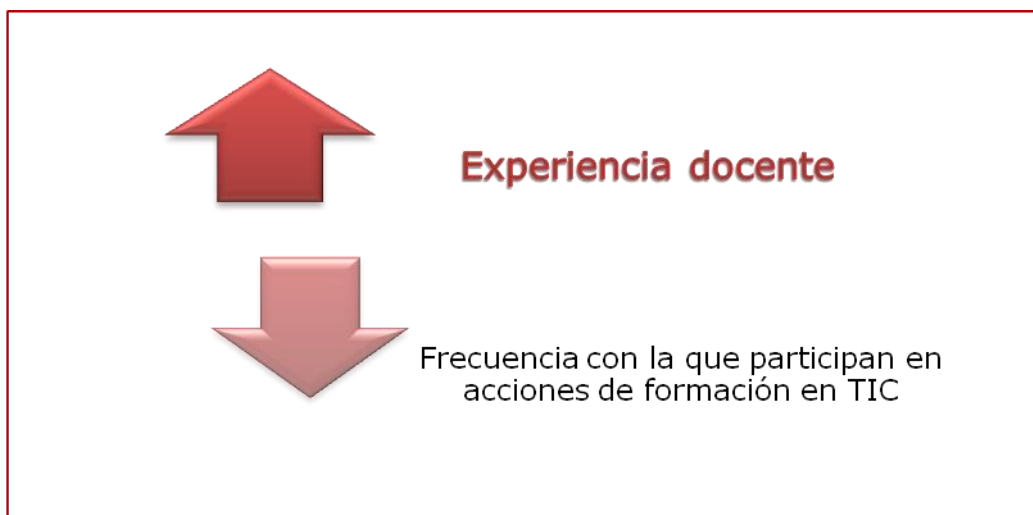 Experiencia docente
Frecuencia con la que participan en
acciones de formación en TIC